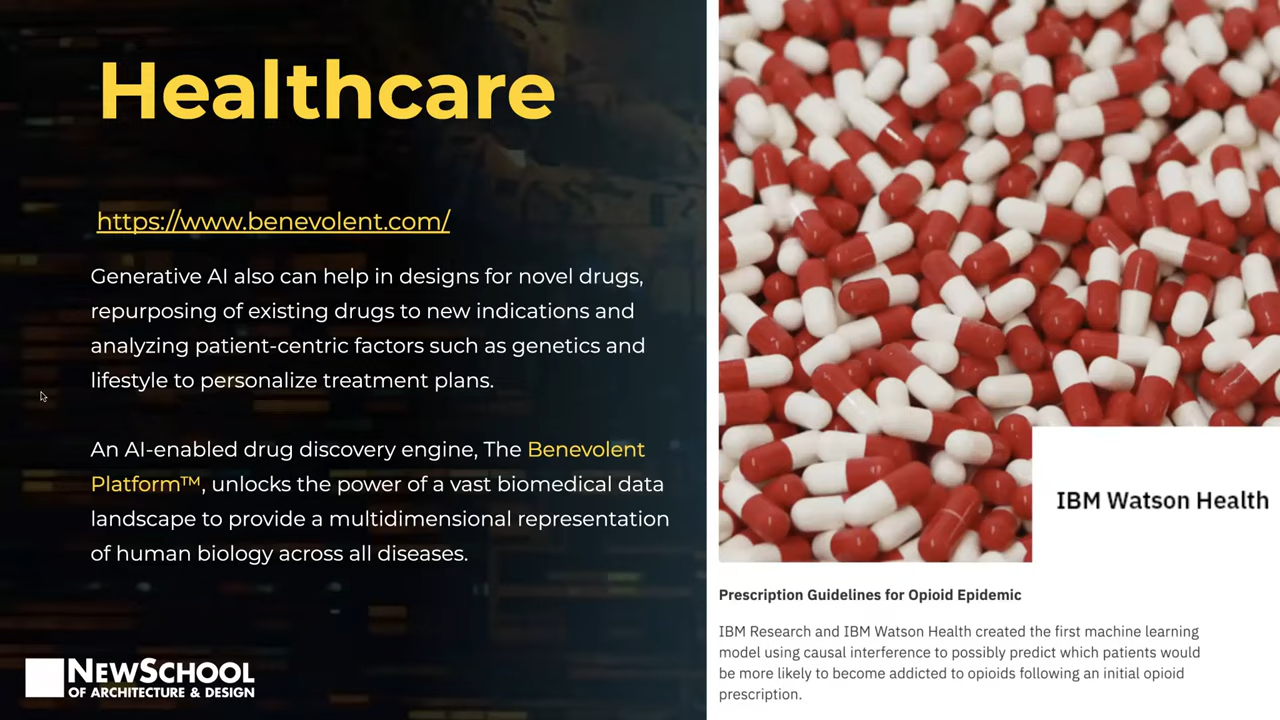 Healthcare
https://www.benevolent.com/
Generative AI also can help in designs for novel drugs,
repurposing of existing drugs to new indications and
analyzing patient-centric factors such as genetics and
lifestyle to personalize treatment plans.
An AI-enabled drug discovery engine, The Benevolent
Platform™, unlocks the power of a vast biomedical data
landscape to provide a multidimensional representation
of human biology across all diseases.
NEWSCHOOL
OF ARCHITECTURE & DESIGN
IBM Watson Health
Prescription Guidelines for Opioid Epidemic
IBM Research and IBM Watson Health created the first machine learning
model using causal interference to possibly predict which patients would
be more likely to become addicted to opioids following an initial opioid
prescription.